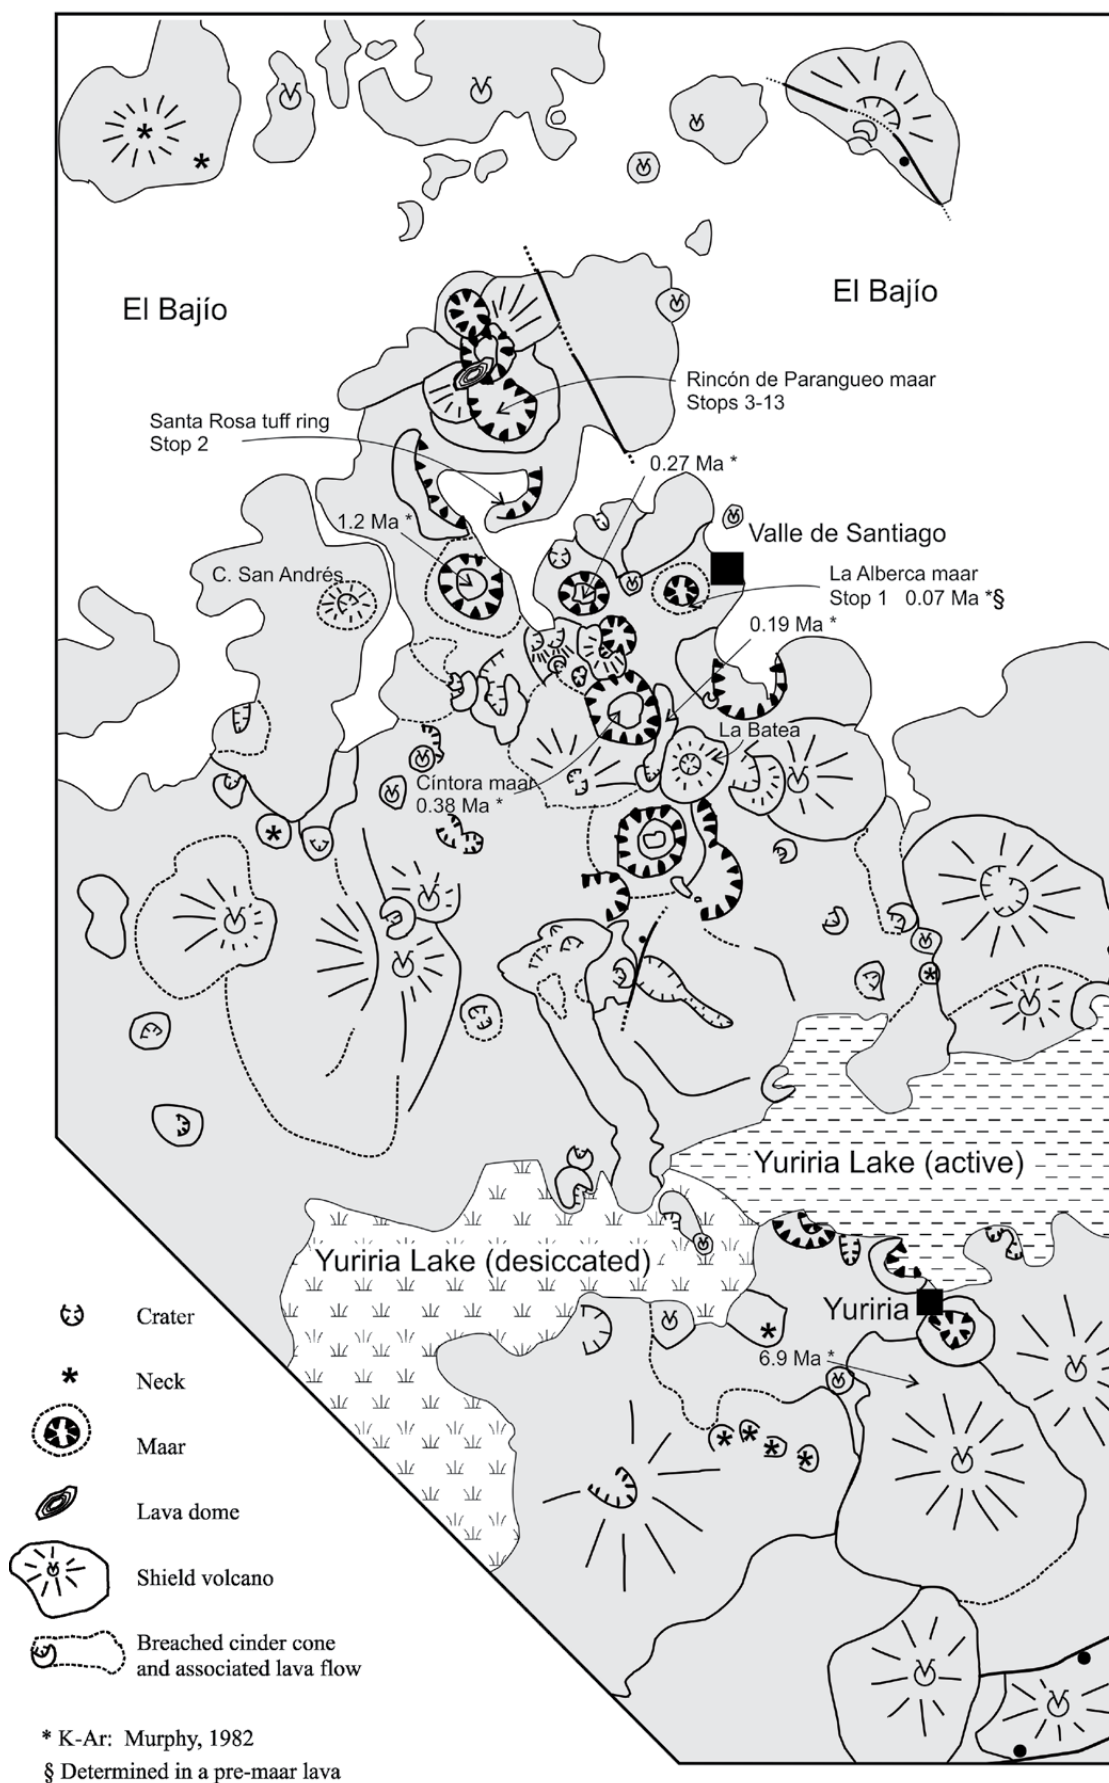 El Bajío
El Bajío
Rincón de Parangueo maar
Stops 3-13
Santa Rosa tuff ring
Stop 2
0.27 Ma *
1.2 Ma *
Valle de Santiago
C. San Andrés
La Alberca maar
Stop 1 0.07 Ma *§
0.19 Ma *
La Batea
Cíntora maar
0.38 Ma *
Yuriria Lake (active)
Yuriria Lake (desiccated)
Yuriria
6.9 Ma *
Crater
Neck
Maar
Lava dome
Shield volcano
Breached cinder cone
and associated lava flow
* K-Ar: Murphy, 1982
§ Determined in a pre-maar lava